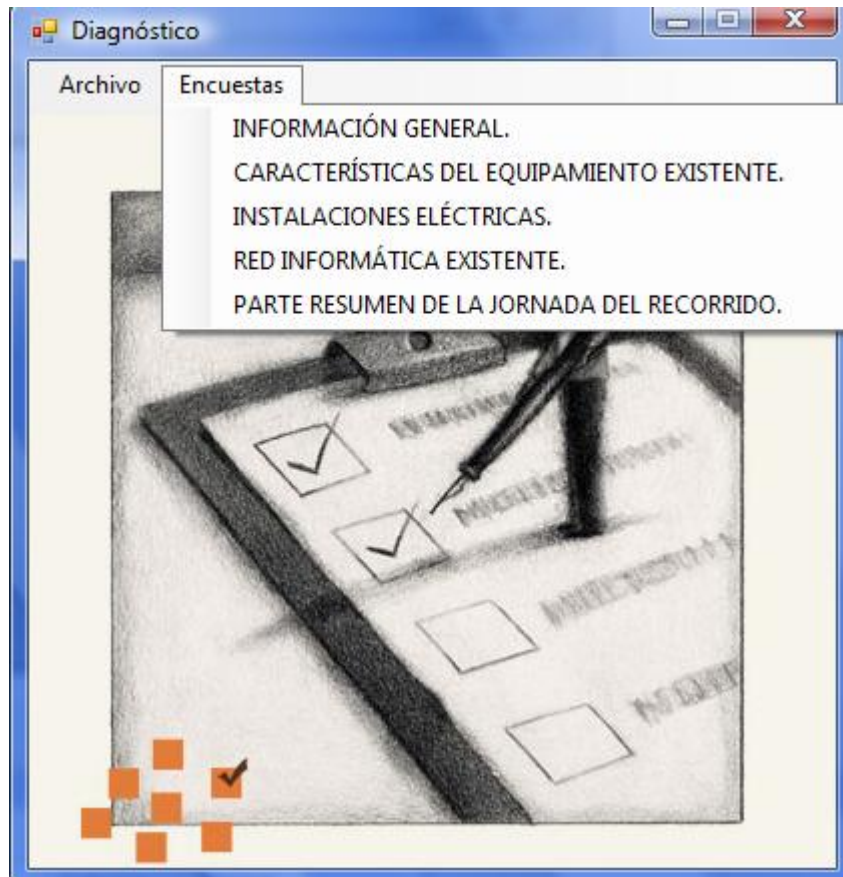 Diagnóstico
Archivo Encuestas
INFORMACIÓN GENERAL.
CARACTERÍSTICAS DEL EQUIPAMIENTO EXISTENTE.
INSTALACIONES ELÉCTRICAS.
RED INFORMÁTICA EXISTENTE.
PARTE RESUMEN DE LA JORNADA DEL RECORRIDO.